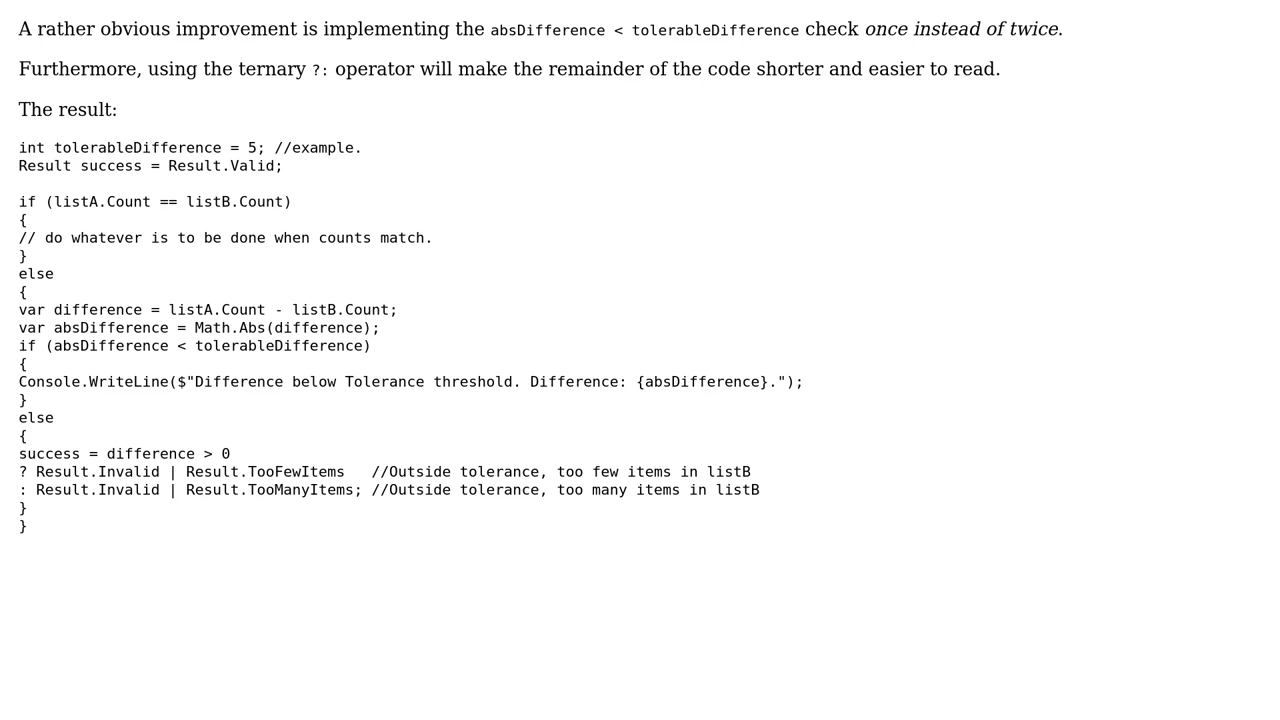 A rather obvious improvement is implementing the absDifference < tolerableDifference check once instead of twice.
Furthermore, using the ternary ?: operator will make the remainder of the code shorter and easier to read.
The result:
int tolerableDifference = 5; //example.
Result success = Result.Valid;
if (listA.Count == listB.Count)
{
// do whatever is to be done when counts match.
}
else
{
var difference = listA.Count - listB.Count;
var absDifference = Math.Abs(difference);
if (absDifference < tolerableDifference)
{
Console.WriteLine($"Difference below Tolerance threshold. Difference: {absDifference}.");
}
else
{
success = difference > 0
? Result.Invalid | Result.TooFewItems   //Outside tolerance, too few items in listB
: Result.Invalid | Result.TooManyItems; //Outside tolerance, too many items in listB
}
}